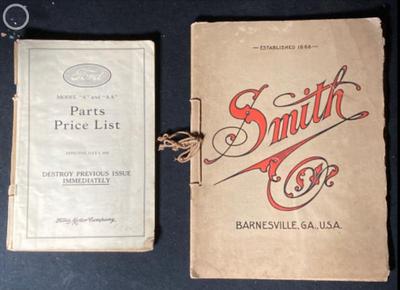 Ford
MODEL "A" and "AA"
Parts
Price List
DESTROY PREVIOUS ISSUE
IMMEDIATELY
Ford Motor Company
—ESTABLISHED 1866—
Smith
BARNESVILLE, GA., U.S.A.